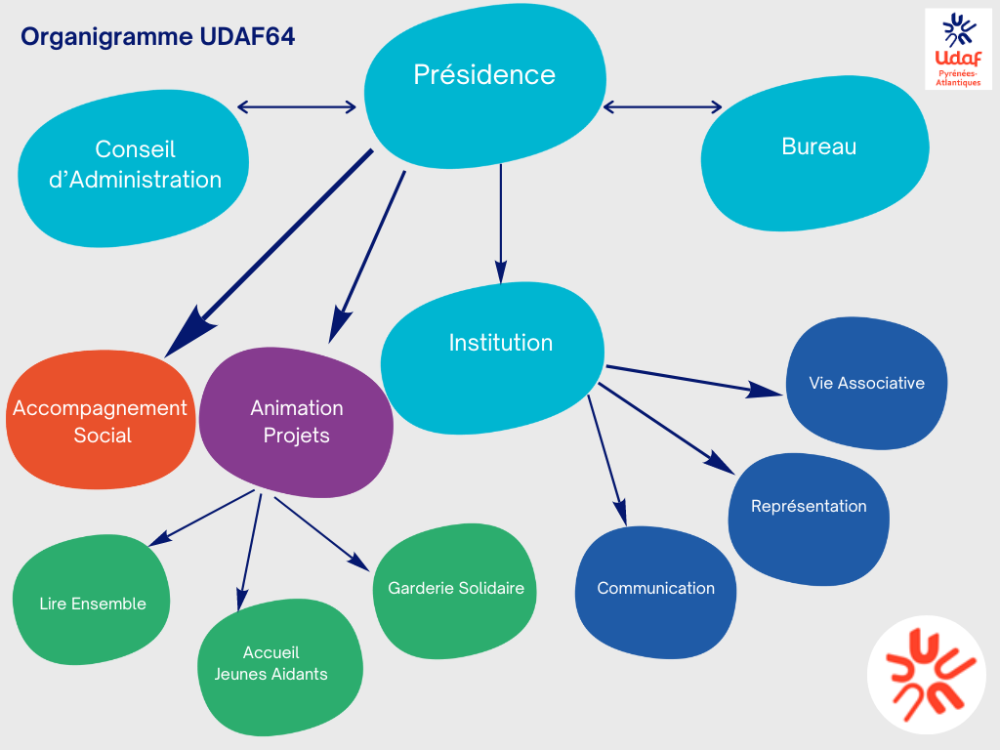 Organigramme UDAF64
Présidence
Udaf
Pyrénées-
Atlantiques
Conseil
d’Administration
Bureau
Institution
Accompagnement
Social
Animation
Projets
Vie Associative
Représentation
Communication
Garderie Solidaire
Lire Ensemble
Accueil
Jeunes Aidants